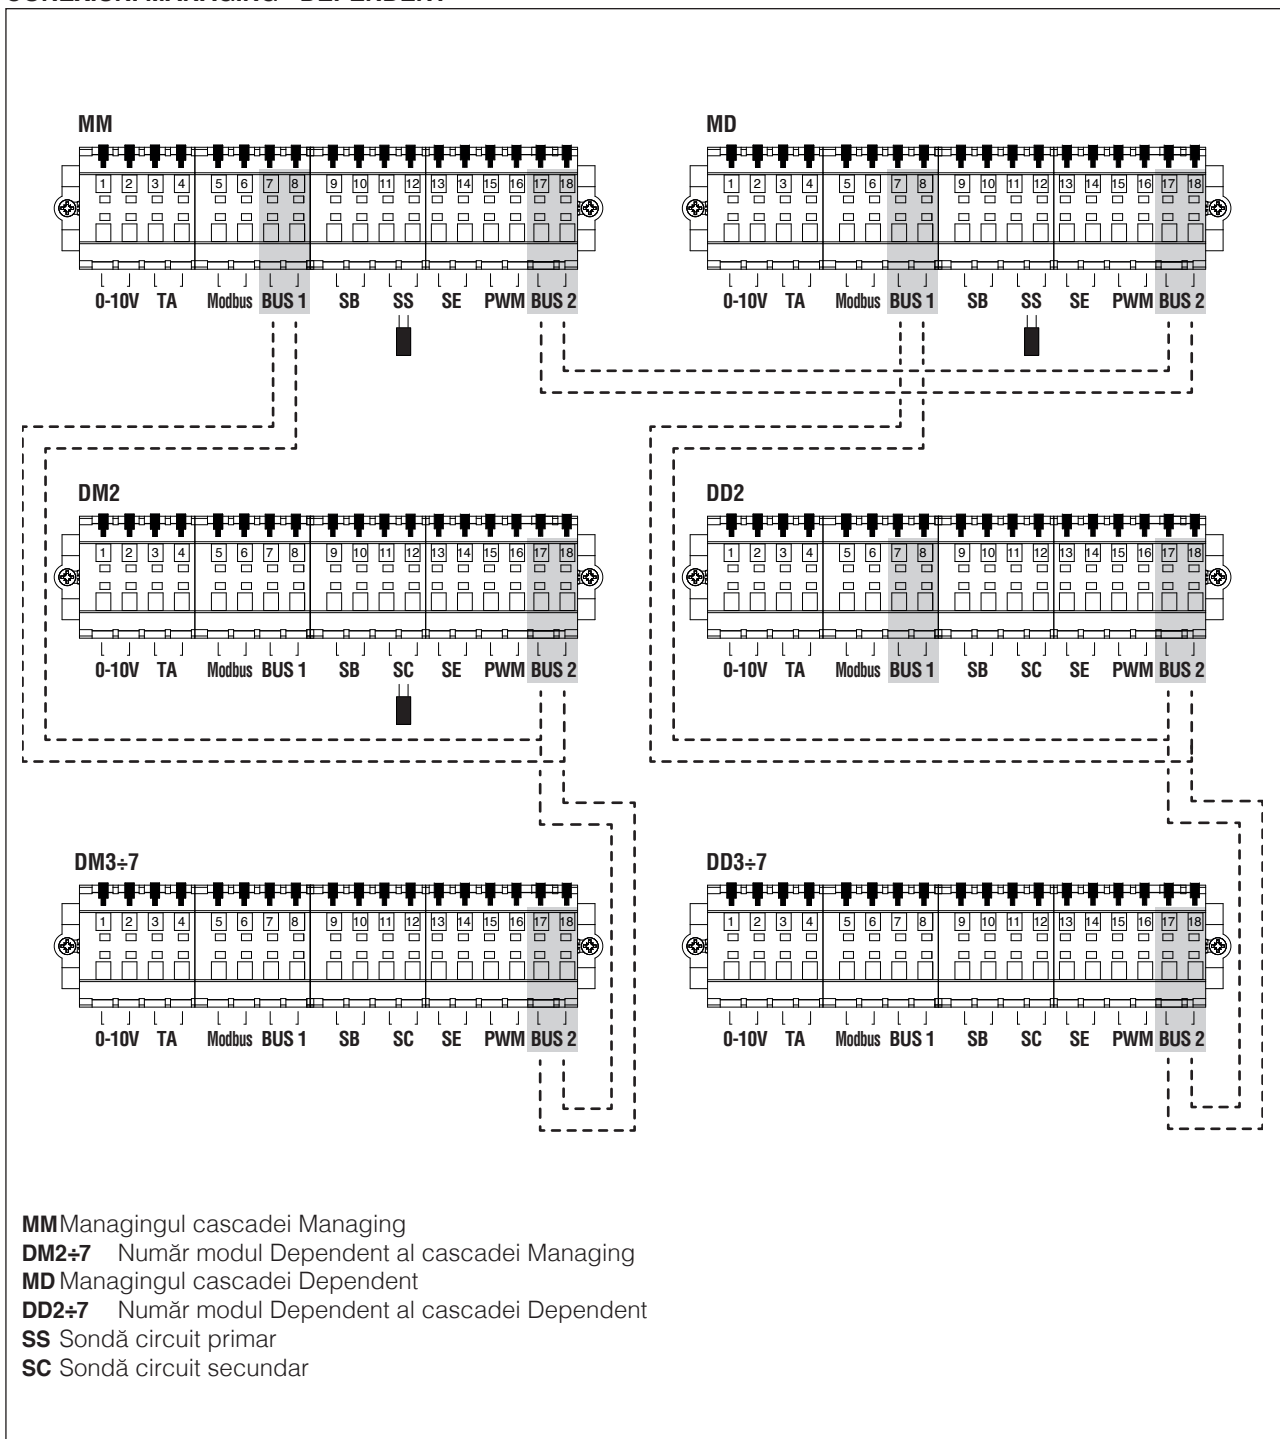 CONEXIUNI MANAGING - DEPENDENT
MM
1 2 3 4 5 6 7 8 9 10 11 12 13 14 15 16 17 18
0-10V TA Modbus BUS 1 SB SS SE PWM BUS 2
MD
1 2 3 4 5 6 7 8 9 10 11 12 13 14 15 16 17 18
0-10V TA Modbus BUS 1 SB SS SE PWM BUS 2
DM2
1 2 3 4 5 6 7 8 9 10 11 12 13 14 15 16 17 18
0-10V TA Modbus BUS 1 SB SC SE PWM BUS 2
DD2
1 2 3 4 5 6 7 8 9 10 11 12 13 14 15 16 17 18
0-10V TA Modbus BUS 1 SB SC SE PWM BUS 2
DM3÷7
1 2 3 4 5 6 7 8 9 10 11 12 13 14 15 16 17 18
0-10V TA Modbus BUS 1 SB SC SE PWM BUS 2
DD3÷7
1 2 3 4 5 6 7 8 9 10 11 12 13 14 15 16 17 18
0-10V TA Modbus BUS 1 SB SC SE PWM BUS 2
MM Managingul cascadei Managing
DM2÷7 Număr modul Dependent al cascadei Managing
MD Managingul cascadei Dependent
DD2÷7 Număr modul Dependent al cascadei Dependent
SS Sondă circuit primar
SC Sondă circuit secundar